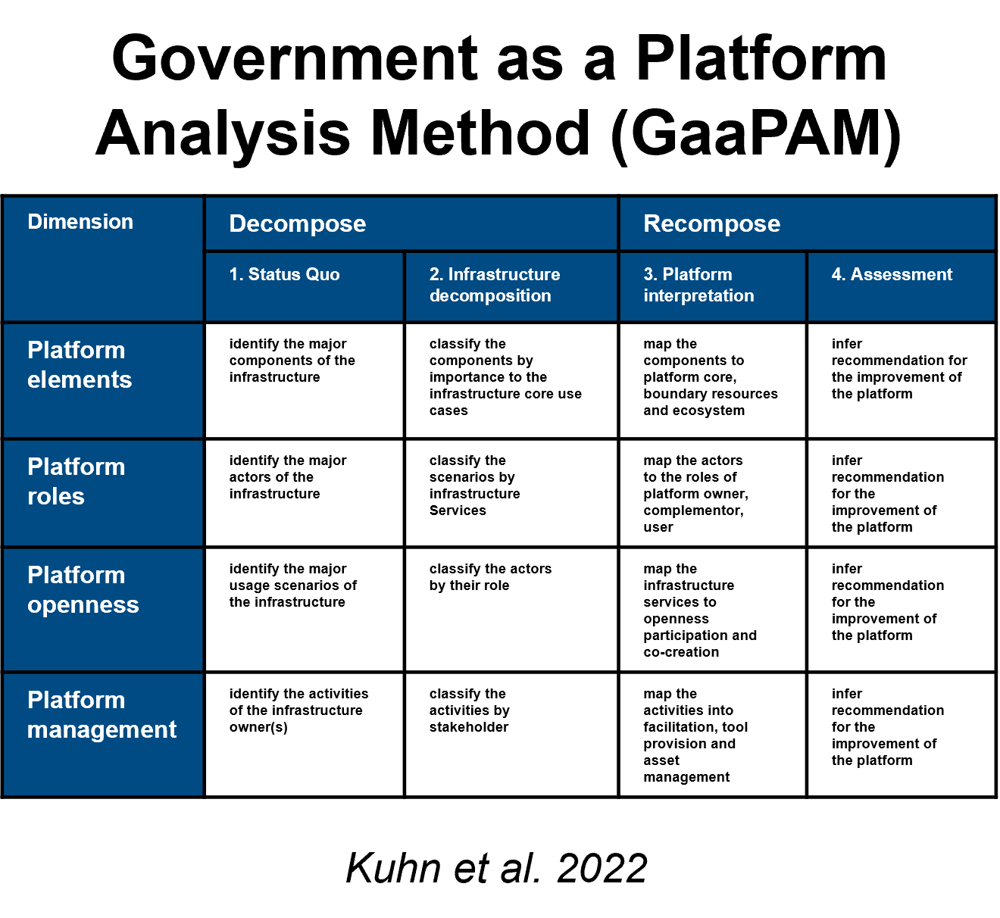 Government as a Platform
Analysis Method (GaaPAM)
Dimension
Decompose
Recompose
1. Status Quo
2. Infrastructure
decomposition
3. Platform
interpretation
4. Assessment
Platform
elements
identify the major
components of the
infrastructure
classify the
components by
importance to the
infrastructure core use
cases
map the
components to
platform core,
boundary resources
and ecosystem
infer
recommendation for
the improvement of
the platform
Platform
roles
identify the major
actors of the
infrastructure
classify the
scenarios by
infrastructure
Services
map the actors
to the roles of
platform owner,
complementor,
user
infer
recommendation
for the
improvement of
the platform
Platform
openness
identify the major
usage scenarios of
the infrastructure
classify the actors
by their role
map the
infrastructure
services to
openness
participation and
co-creation
infer
recommendation
for the
improvement of
the platform
Platform
management
identify the activities
of the infrastructure
owner(s)
classify the
activities by
stakeholder
map the
activities into
facilitation, tool
provision and
asset
management
infer
recommendation
for the
improvement of
the platform
Kuhn et al. 2022